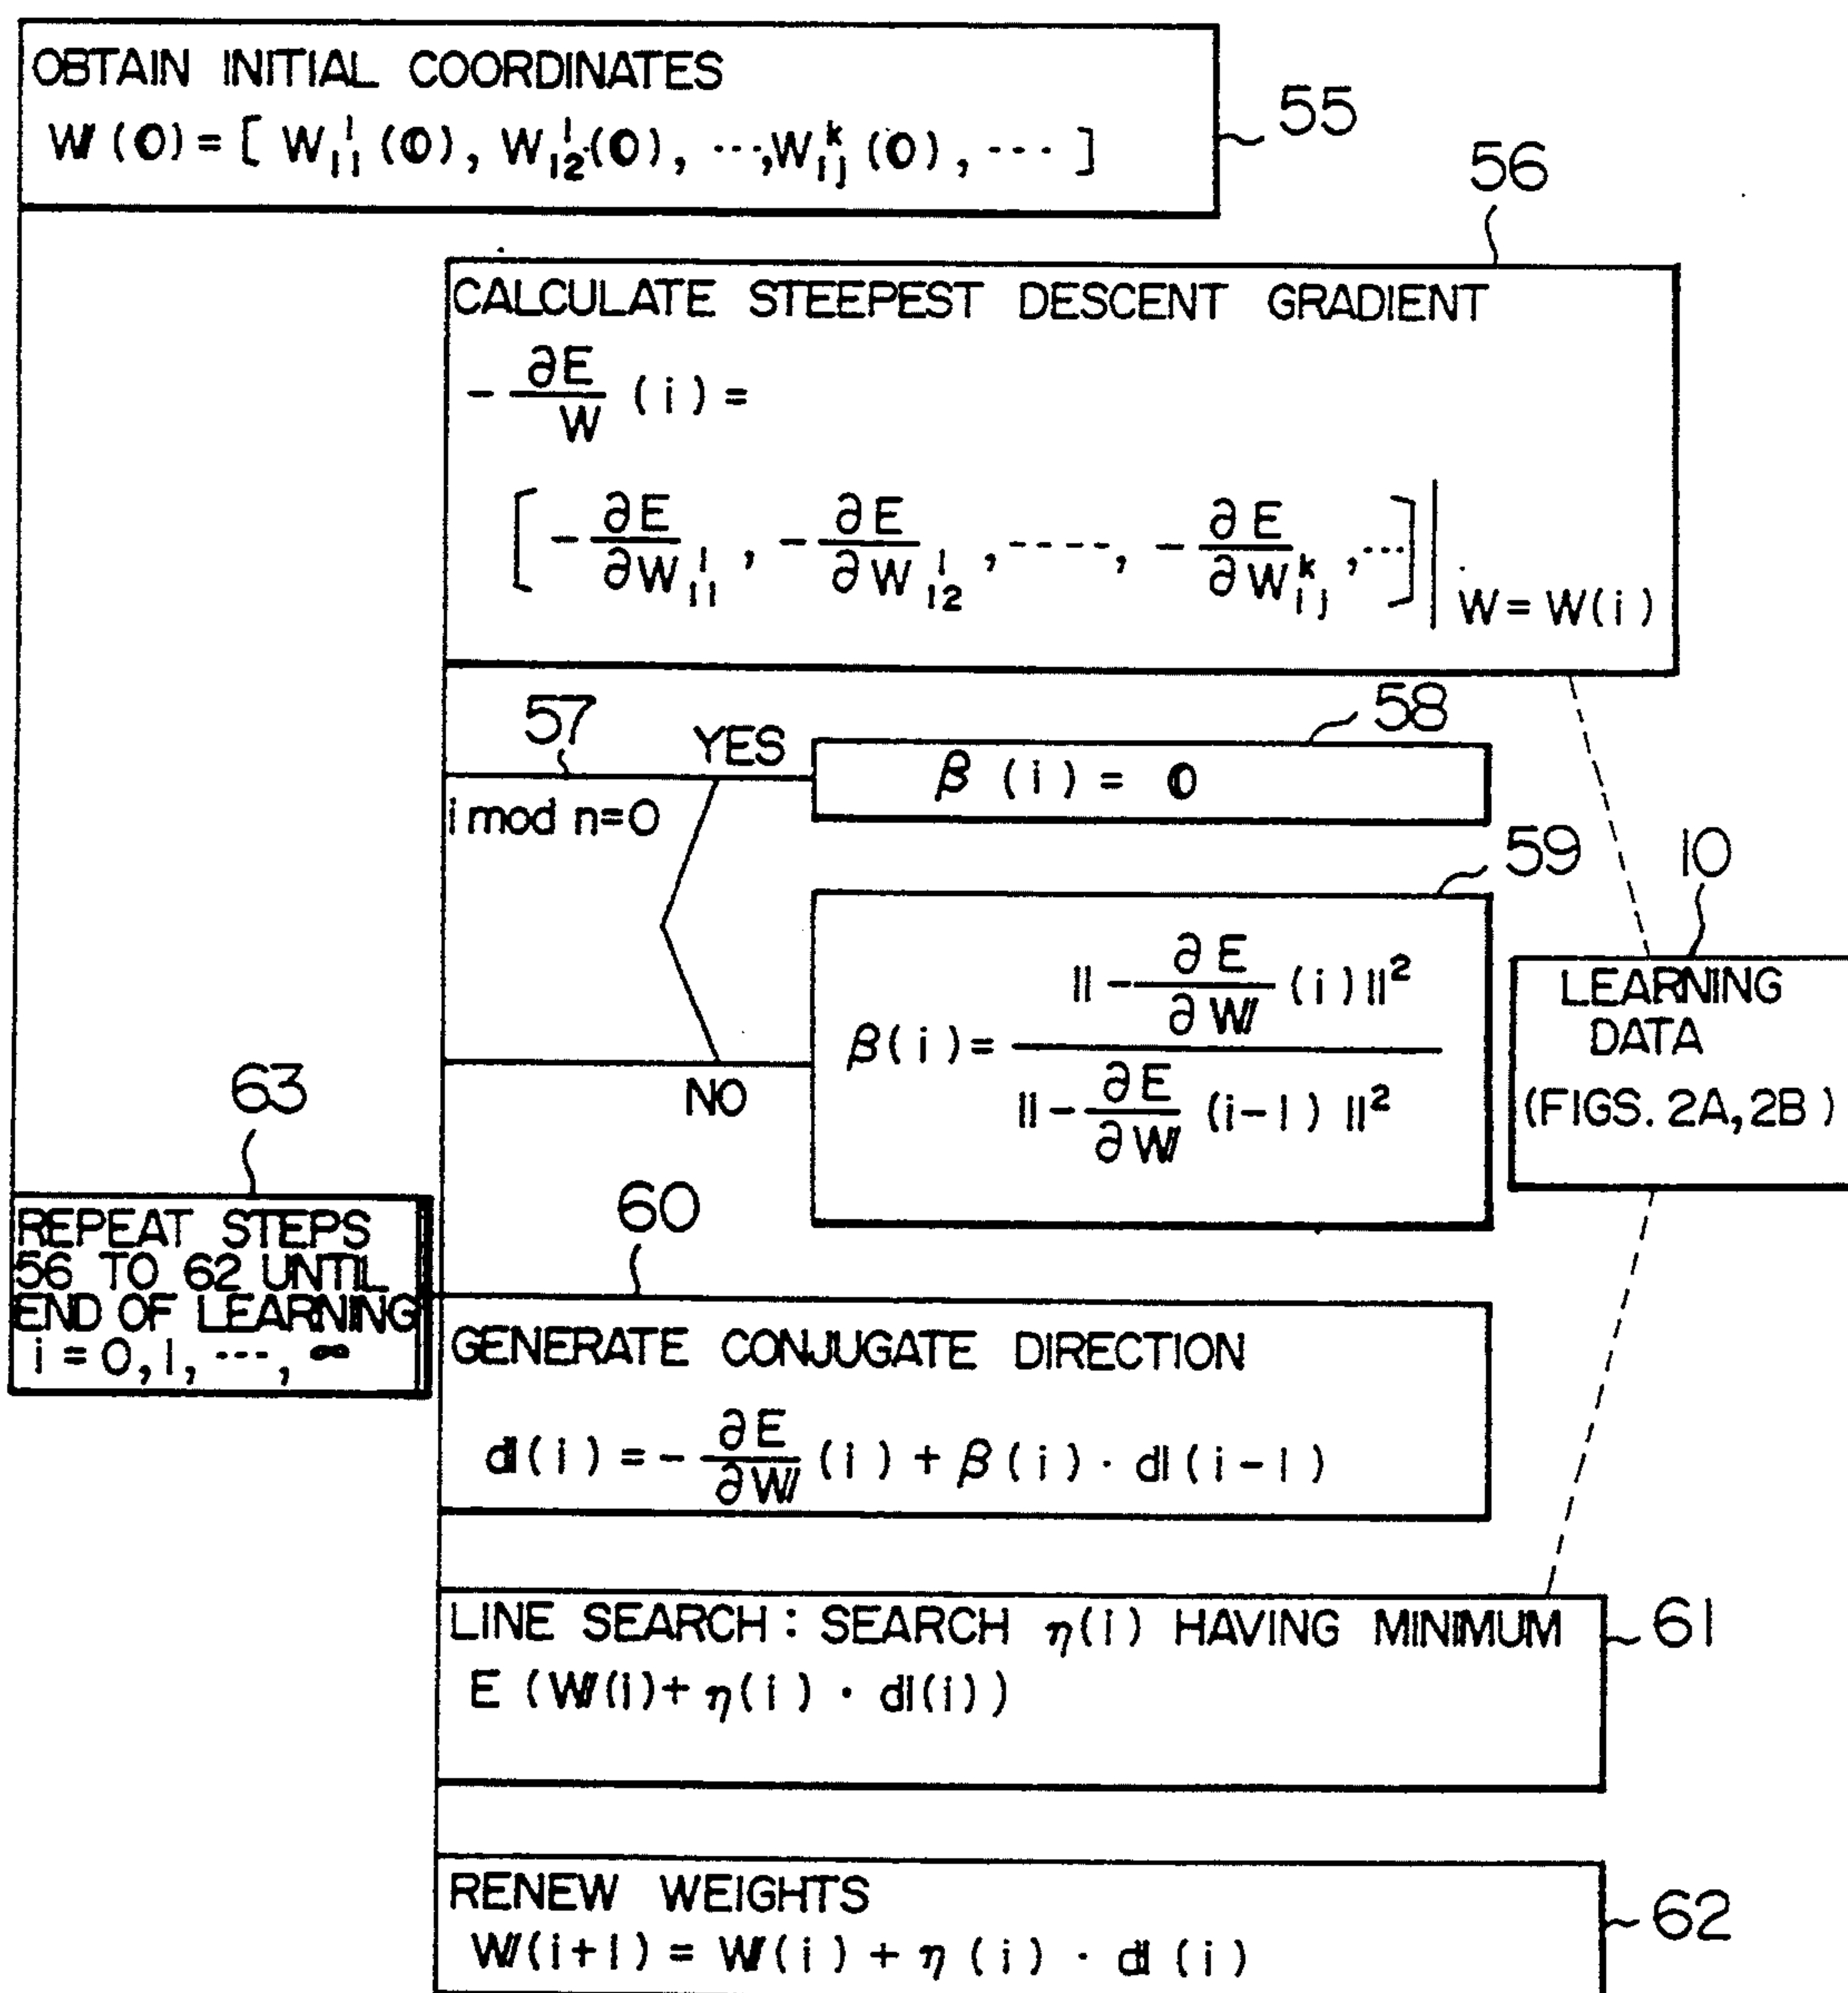 OBTAIN INITIAL COORDINATES
W(0)=[ W¹₁₁(0), W¹₁₂(0), ···, Wᵏᵢⱼ(0), ··· ]
55
56
CALCULATE STEEPEST DESCENT GRADIENT
- ∂E/W (i) =
[ - ∂E/∂W¹₁₁ , - ∂E/∂W¹₁₂ , ----, - ∂E/∂Wᵏᵢⱼ , ··· ] | W = W(i)
57
YES
58
i mod n=0
β (i) = 0
59
10
β(i) = ||- ∂E/∂W (i)||² / ||- ∂E/∂W (i-1)||²
NO
LEARNING
DATA
(FIGS. 2A, 2B)
63
REPEAT STEPS
56 TO 62 UNTIL
END OF LEARNING
i = 0, 1, ---, ∞
60
GENERATE CONJUGATE DIRECTION
d(i) = - ∂E/∂W (i) + β(i) · d(i-1)
LINE SEARCH : SEARCH η(i) HAVING MINIMUM
E (W(i) + η(i) · d(i))
61
RENEW WEIGHTS
W(i+1) = W(i) + η(i) · d(i)
62